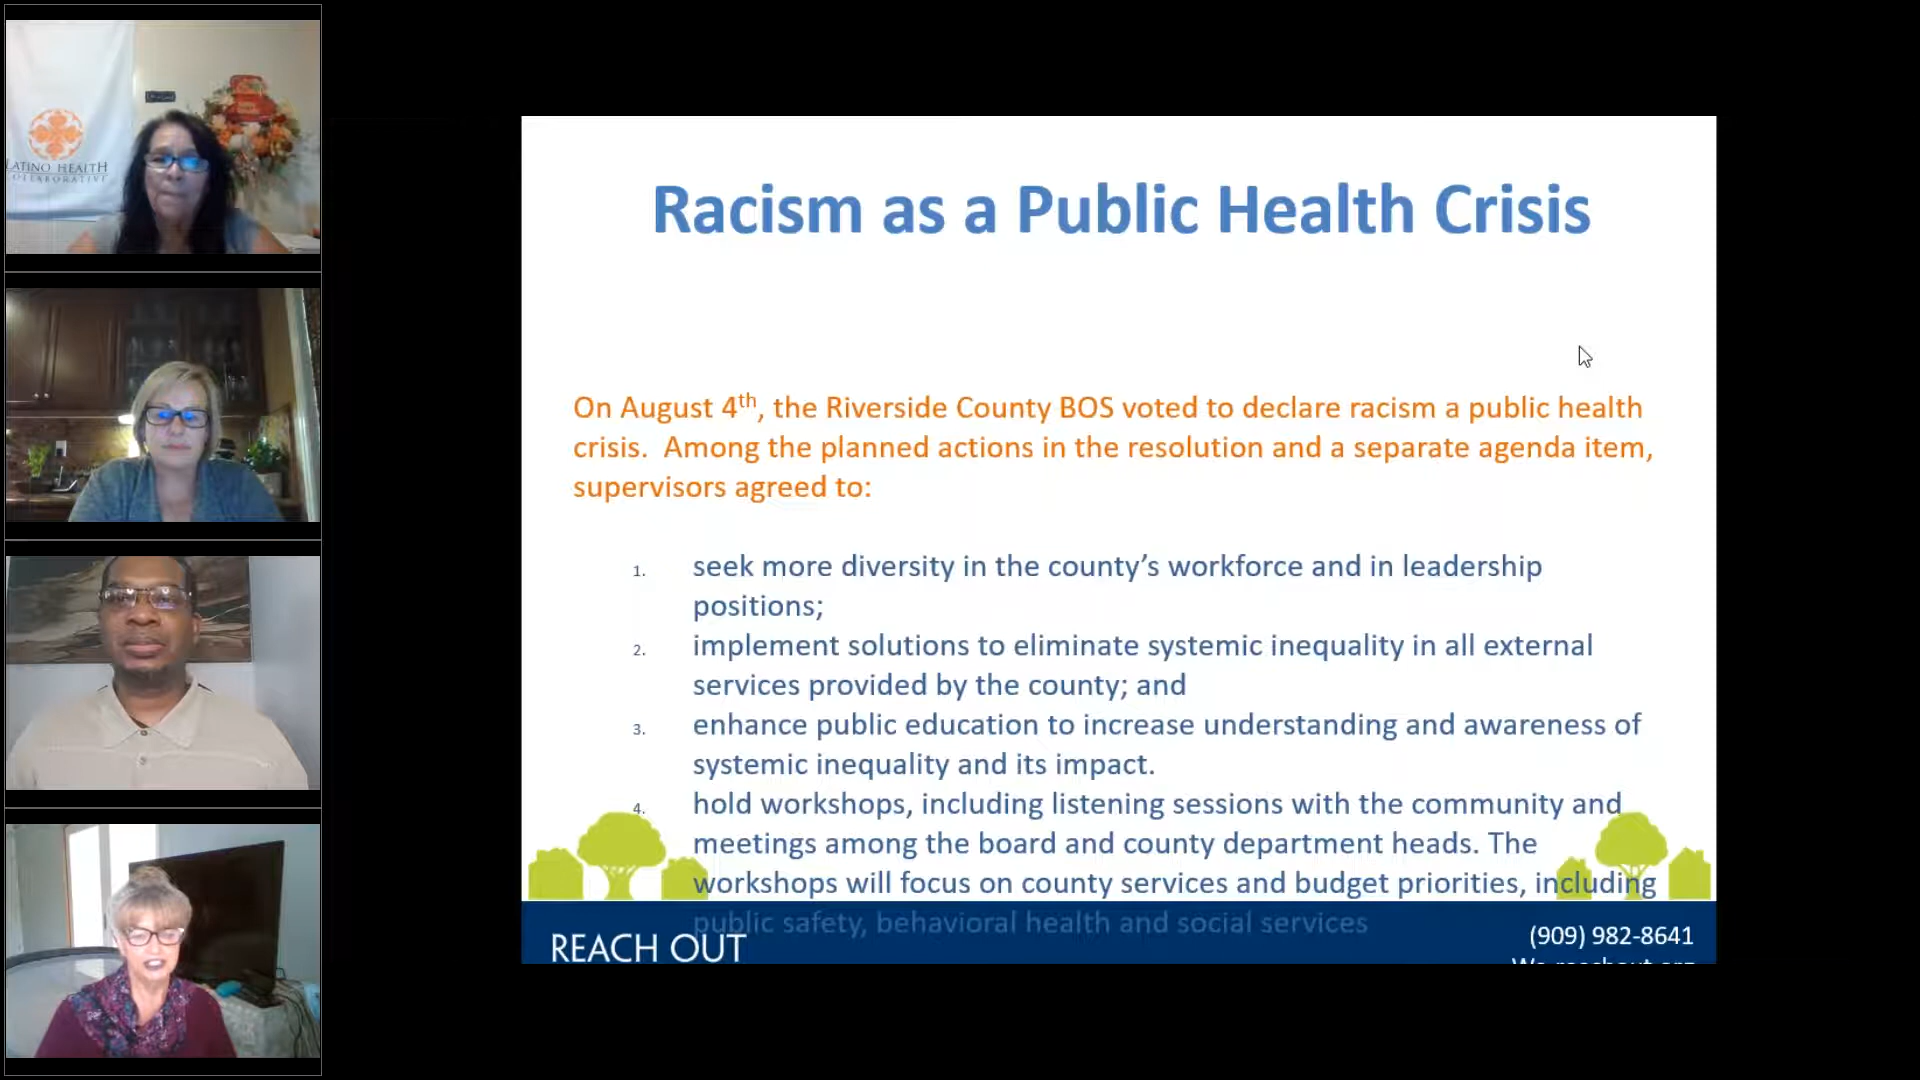 LATINO HEALTH
COLLABORATIVE
Racism as a Public Health Crisis
On August 4th, the Riverside County BOS voted to declare racism a public health
crisis.  Among the planned actions in the resolution and a separate agenda item,
supervisors agreed to:
1. seek more diversity in the county’s workforce and in leadership
positions;
2. implement solutions to eliminate systemic inequality in all external
services provided by the county; and
3. enhance public education to increase understanding and awareness of
systemic inequality and its impact.
4. hold workshops, including listening sessions with the community and
meetings among the board and county department heads. The
workshops will focus on county services and budget priorities, including
public safety, behavioral health and social services
REACH OUT
(909) 982-8641
We-reachout.org